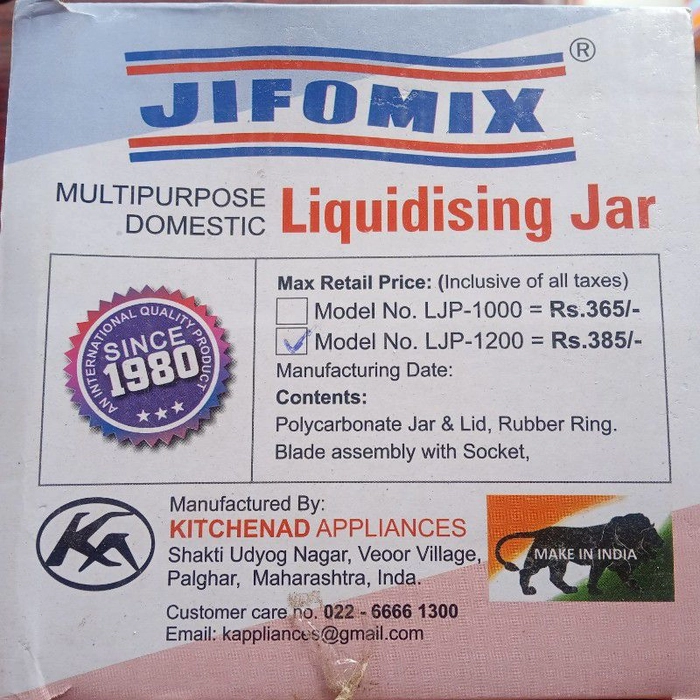 JIFOMIX ®
MULTIPURPOSE
DOMESTIC
Liquidising Jar
AN INTERNATIONAL QUALITY PRODUCT
SINCE
1980
Max Retail Price: (Inclusive of all taxes)
Model No. LJP-1000 = Rs.365/-
Model No. LJP-1200 = Rs.385/-
Manufacturing Date:
Contents:
Polycarbonate Jar & Lid, Rubber Ring.
Blade assembly with Socket,
KA
Manufactured By:
KITCHENAD APPLIANCES
Shakti Udyog Nagar, Veoor Village,
Palghar, Maharashtra, Inda.
MAKE IN INDIA
Customer care no. 022 - 6666 1300
Email: kappliances@gmail.com